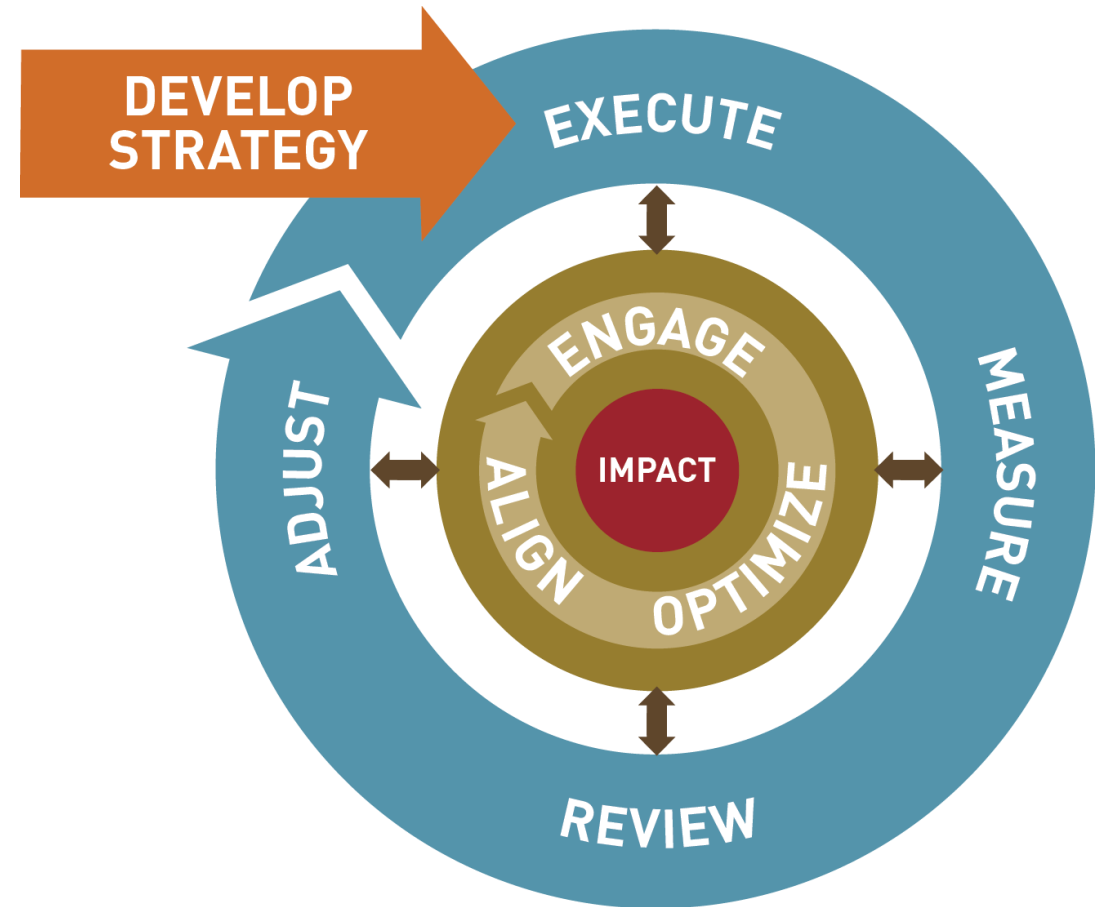 DEVELOP
STRATEGY
EXECUTE
MEASURE
REVIEW
ADJUST
ENGAGE
OPTIMIZE
ALIGN
IMPACT